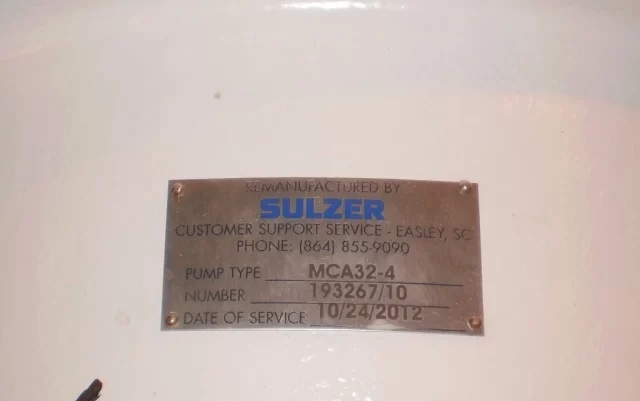 REMANUFACTURED BY
SULZER
CUSTOMER SUPPORT SERVICE - EASLEY, SC
PHONE: (864) 855-9090
PUMP TYPE MCA32-4
NUMBER 193267/10
DATE OF SERVICE 10/24/2012